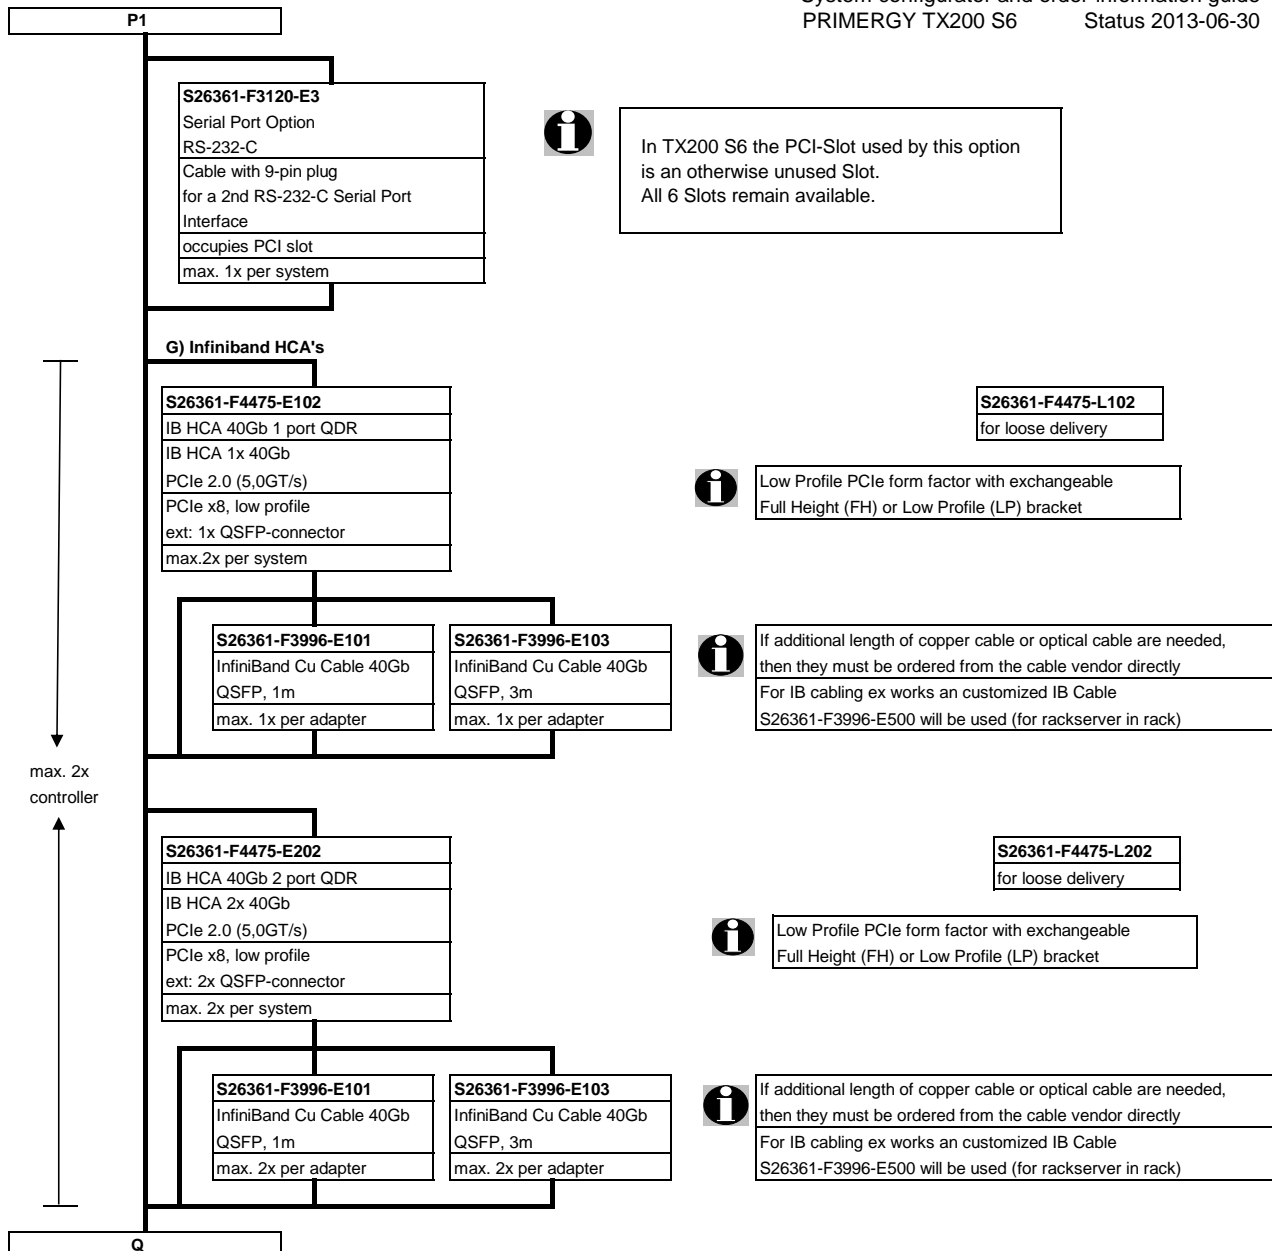 System configurator and order-information guide
PRIMERGY TX200 S6 Status 2013-06-30
P1
S26361-F3120-E3
Serial Port Option
RS-232-C
Cable with 9-pin plug
for a 2nd RS-232-C Serial Port
Interface
occupies PCI slot
max. 1x per system
In TX200 S6 the PCI-Slot used by this option
is an otherwise unused Slot.
All 6 Slots remain available.
G) Infiniband HCA's
S26361-F4475-E102
IB HCA 40Gb 1 port QDR
IB HCA 1x 40Gb
PCIe 2.0 (5,0GT/s)
PCIe x8, low profile
ext: 1x QSFP-connector
max.2x per system
S26361-F4475-L102
for loose delivery
Low Profile PCIe form factor with exchangeable
Full Height (FH) or Low Profile (LP) bracket
S26361-F3996-E101
InfiniBand Cu Cable 40Gb
QSFP, 1m
max. 1x per adapter
S26361-F3996-E103
InfiniBand Cu Cable 40Gb
QSFP, 3m
max. 1x per adapter
If additional length of copper cable or optical cable are needed,
then they must be ordered from the cable vendor directly
For IB cabling ex works an customized IB Cable
S26361-F3996-E500 will be used (for rackserver in rack)
max. 2x
controller
S26361-F4475-E202
IB HCA 40Gb 2 port QDR
IB HCA 2x 40Gb
PCIe 2.0 (5,0GT/s)
PCIe x8, low profile
ext: 2x QSFP-connector
max. 2x per system
S26361-F4475-L202
for loose delivery
Low Profile PCIe form factor with exchangeable
Full Height (FH) or Low Profile (LP) bracket
S26361-F3996-E101
InfiniBand Cu Cable 40Gb
QSFP, 1m
max. 2x per adapter
S26361-F3996-E103
InfiniBand Cu Cable 40Gb
QSFP, 3m
max. 2x per adapter
If additional length of copper cable or optical cable are needed,
then they must be ordered from the cable vendor directly
For IB cabling ex works an customized IB Cable
S26361-F3996-E500 will be used (for rackserver in rack)
Q